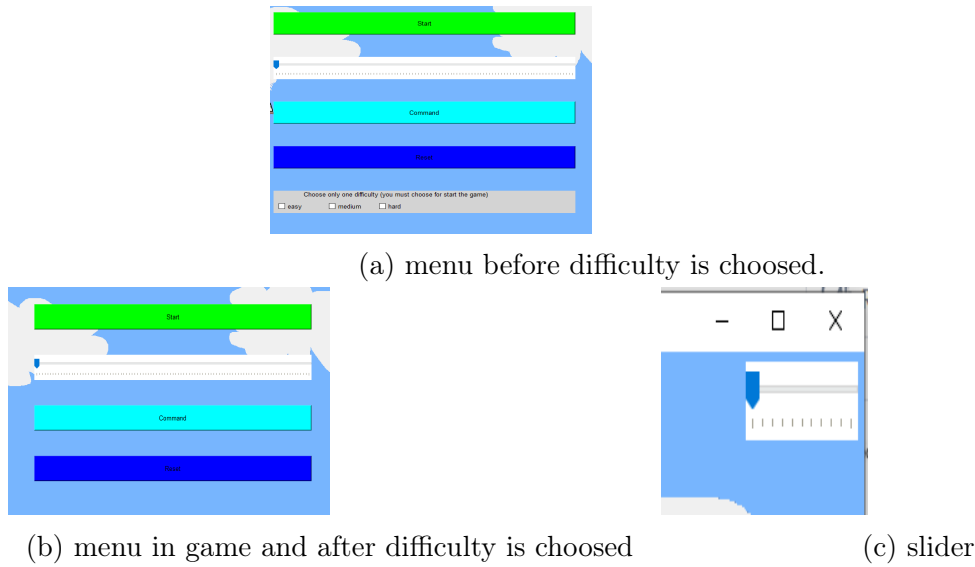 Start
Command
Choose only one difficulty (you must choose for start the game)
easy medium hard
(a) menu before difficulty is choosed.
Start
Command
(b) menu in game and after difficulty is choosed
(c) slider